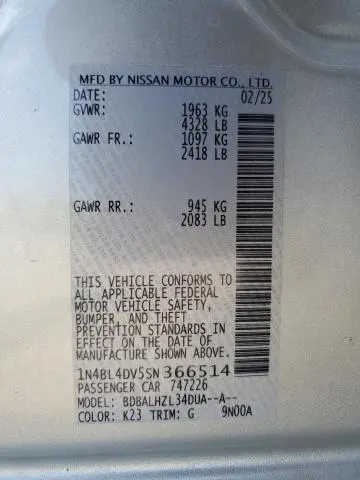 MFD BY NISSAN MOTOR CO., LTD.
DATE: 02/25
GVWR: 1963 KG
4328 LB
GAWR FR.: 1097 KG
2418 LB
GAWR RR.: 945 KG
2083 LB
THIS VEHICLE CONFORMS TO
ALL APPLICABLE FEDERAL
MOTOR VEHICLE SAFETY,
BUMPER, AND THEFT
PREVENTION STANDARDS IN
EFFECT ON THE DATE OF
MANUFACTURE SHOWN ABOVE.
1N4BL4DV5SN366514
PASSENGER CAR 747226
MODEL: BDBALHZL34DUA--A--
COLOR: K23 TRIM: G 9N00A